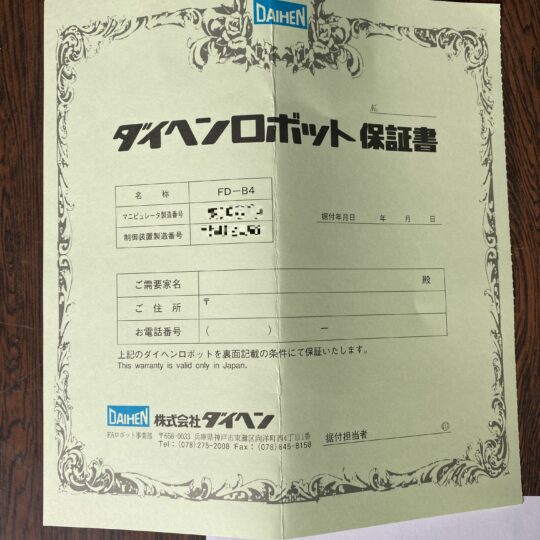 DAIHEN
№
ダイヘンロボット 保証書
名称 FD-B4
マニピュレータ製造番号
制御装置製造番号
据付年月日 年 月 日
ご需要家名 殿
ご住所 〒
お電話番号 ( ) ー
上記のダイヘンロボットを裏面記載の条件にて保証いたします。
This warranty is valid only in Japan.
DAIHEN 株式会社ダイヘン
FAロボット事業部 〒658-0033 兵庫県神戸市東灘区向洋町西4丁目1番
Tel:(078)275-2008 Fax:(078)845-8158
据付担当者 ㊞